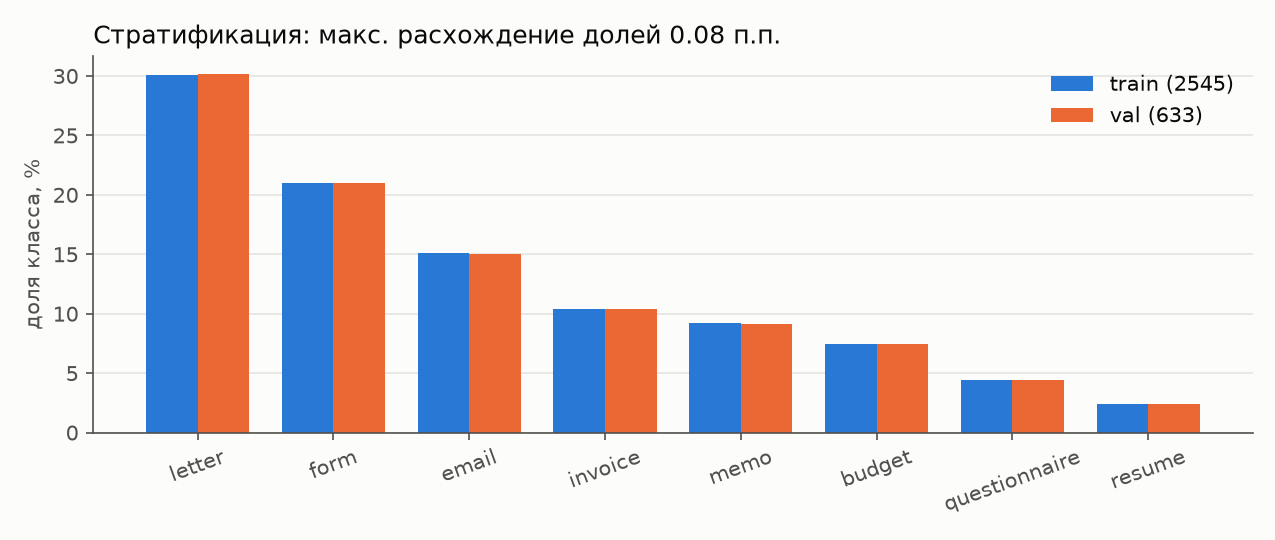 Стратификация: макс. расхождение долей 0.08 п.п.
train (2545)
val (633)
доля класса, %
30
25
20
15
10
5
0
letter
form
email
invoice
memo
budget
questionnaire
resume